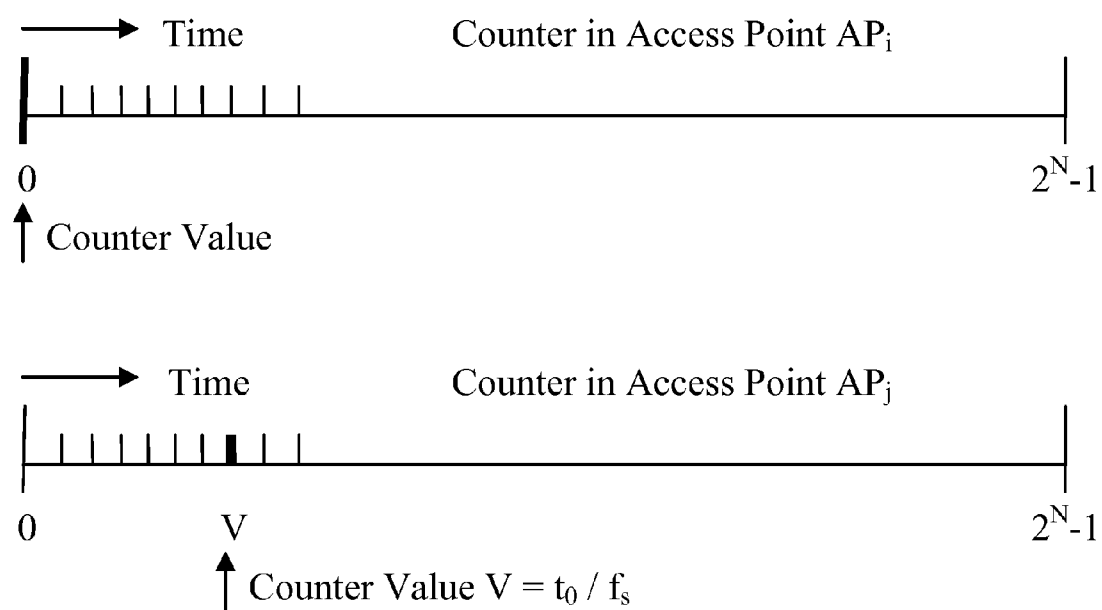 Time Counter in Access Point APᵢ
0 2ᴺ-1
Counter Value
Time Counter in Access Point APⱼ
0 V 2ᴺ-1
Counter Value V = t₀ / fₛ